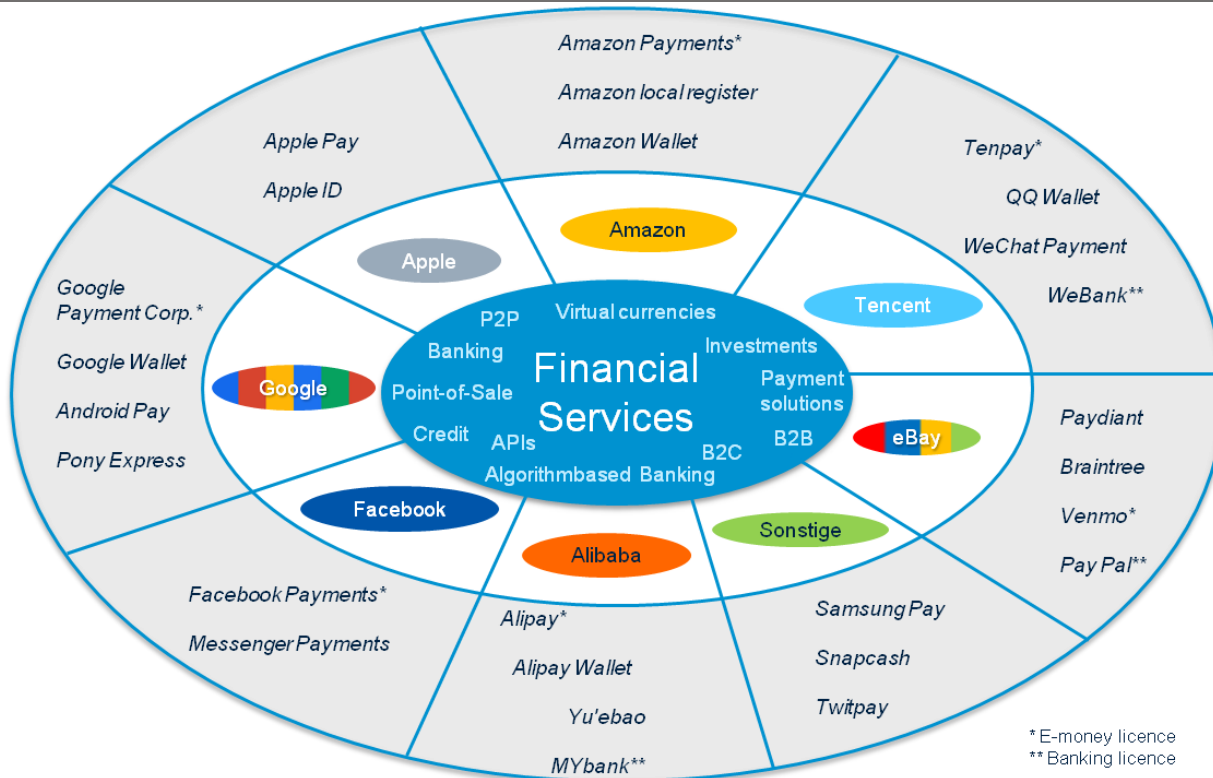 Amazon Payments*
Amazon local register
Amazon Wallet
Apple Pay
Apple ID
Tenpay*
QQ Wallet
WeChat Payment
WeBank**
Amazon
Apple
Tencent
Google
Payment Corp.*
Google Wallet
Android Pay
Pony Express
Google
P2P
Virtual currencies
Banking
Investments
Financial
Services
Point-of-Sale
Payment
solutions
Credit
APIs
B2C
B2B
Algorithmbased Banking
eBay
Paydiant
Braintree
Venmo*
Pay Pal**
Facebook
Alibaba
Sonstige
Facebook Payments*
Messenger Payments
Alipay*
Alipay Wallet
Yu'ebao
MYbank**
Samsung Pay
Snapcash
Twitpay
* E-money licence
** Banking licence